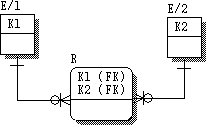 E/1
K1
E/2
K2
R
K1 (FK)
K2 (FK)